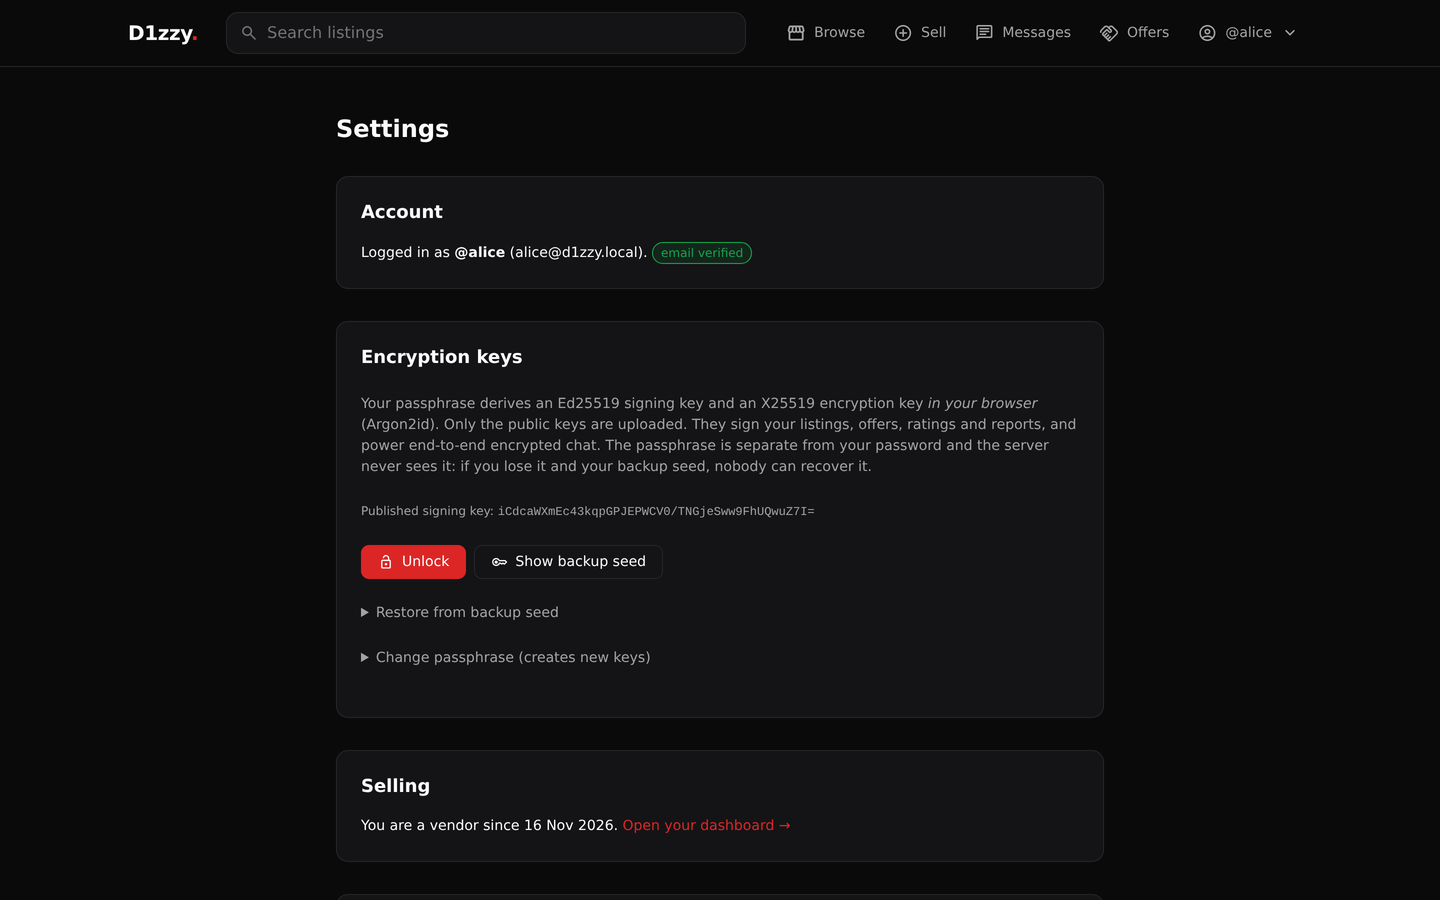 D1zzy.
Search listings
Browse
Sell
Messages
Offers
@alice
Settings
Account
Logged in as @alice (alice@d1zzy.local). email verified
Encryption keys
Your passphrase derives an Ed25519 signing key and an X25519 encryption key in your browser
(Argon2id). Only the public keys are uploaded. They sign your listings, offers, ratings and reports, and
power end-to-end encrypted chat. The passphrase is separate from your password and the server
never sees it: if you lose it and your backup seed, nobody can recover it.
Published signing key: iCdcaWXmEc43kqpGPJEPWCV0/TNGjeSww9FhUQwuZ7I=
Unlock
Show backup seed
Restore from backup seed
Change passphrase (creates new keys)
Selling
You are a vendor since 16 Nov 2026. Open your dashboard →